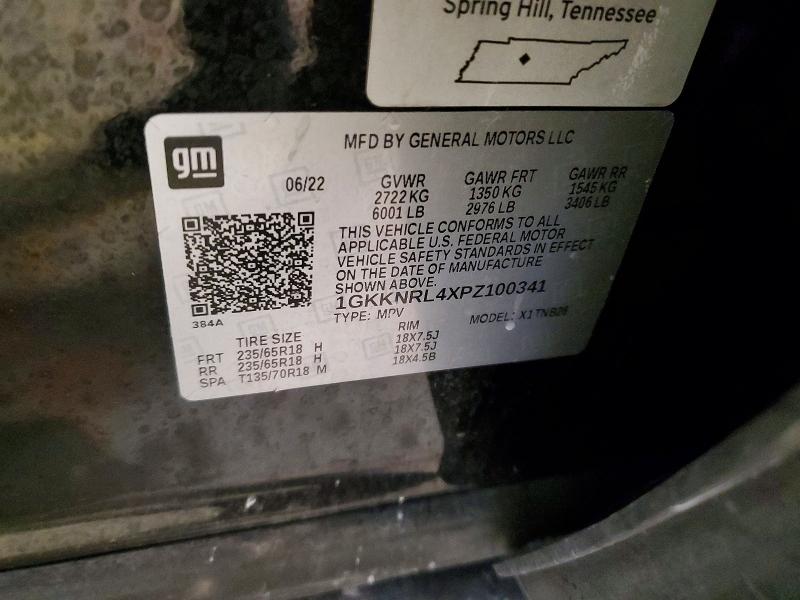 Spring Hill, Tennessee
gm
MFD BY GENERAL MOTORS LLC
06/22
GVWR GAWR FRT GAWR RR
2722 KG 1350 KG 1545 KG
6001 LB 2976 LB 3406 LB
THIS VEHICLE CONFORMS TO ALL
APPLICABLE U.S. FEDERAL MOTOR
VEHICLE SAFETY STANDARDS IN EFFECT
ON THE DATE OF MANUFACTURE
SHOWN ABOVE.
1GKKNRL4XPZ100341
TYPE: MPV MODEL: X1TNB26
384A
TIRE SIZE RIM
FRT 235/65R18 H 18X7.5J
RR 235/65R18 H 18X7.5J
SPA T135/70R18 M 18X4.5B